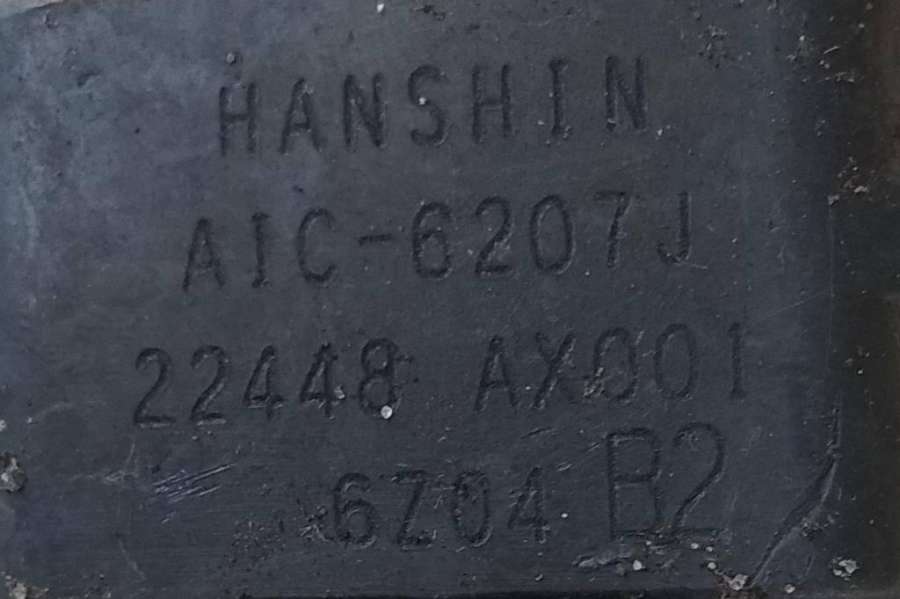 HANSHIN
AIC-6207J
22448 AX001
6Z04 B2